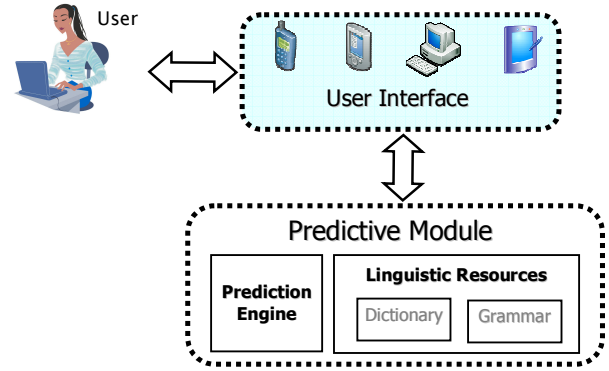 User
User Interface
Predictive Module
Prediction
Engine
Linguistic Resources
Dictionary
Grammar